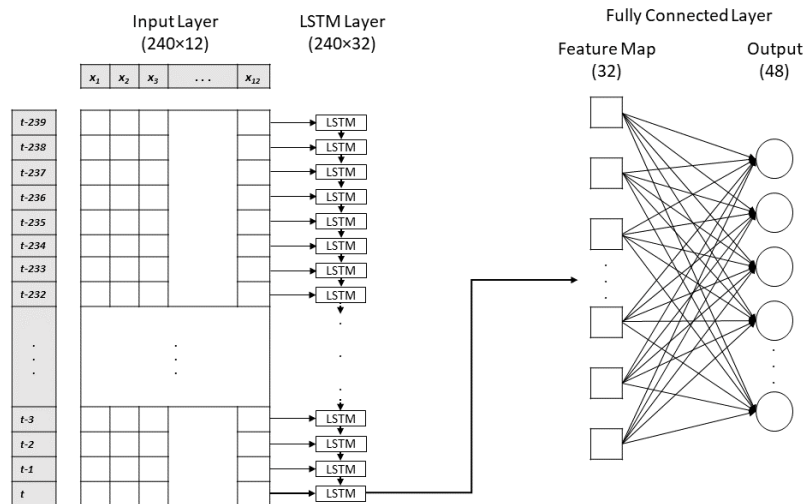 Input Layer
(240×12)
LSTM Layer
(240×32)
Fully Connected Layer
Feature Map
(32)
Output
(48)
x1 x2 x3 . . . x12
t-239 LSTM
t-238 LSTM
t-237 LSTM
t-236 LSTM
t-235 LSTM
t-234 LSTM
t-233 LSTM
t-232 LSTM
t-3 LSTM
t-2 LSTM
t-1 LSTM
t LSTM